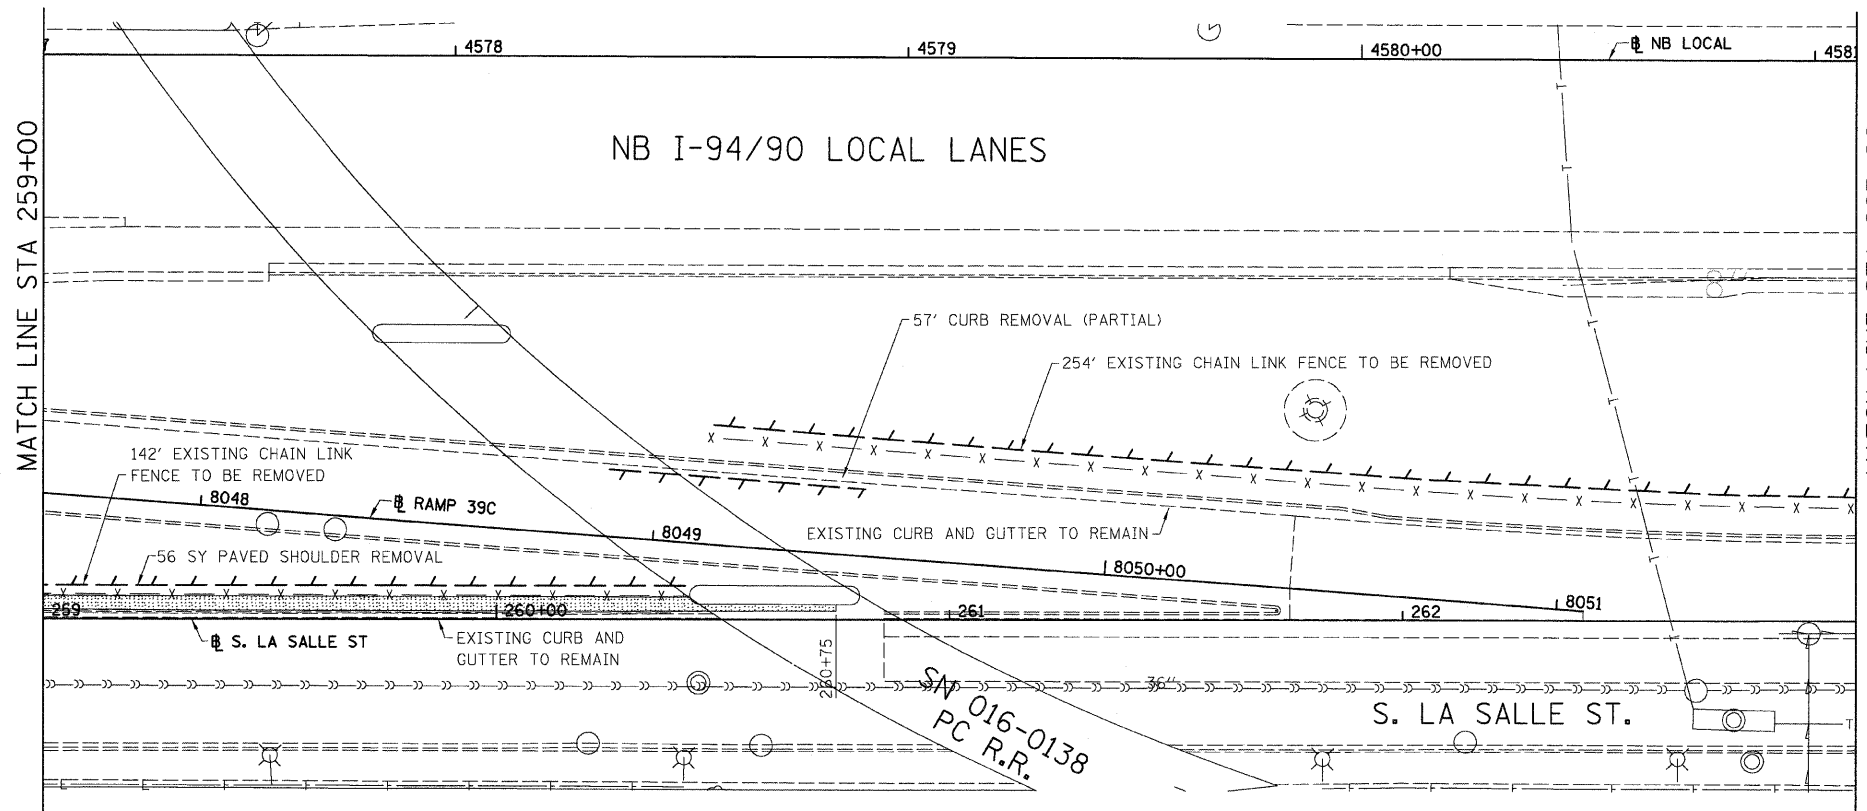 4578
4579
4580+00
℄ NB LOCAL
4581
MATCH LINE STA 259+00
NB I-94/90 LOCAL LANES
57' CURB REMOVAL (PARTIAL)
254' EXISTING CHAIN LINK FENCE TO BE REMOVED
142' EXISTING CHAIN LINK
FENCE TO BE REMOVED
8048
℄ RAMP 39C
8049
EXISTING CURB AND GUTTER TO REMAIN
56 SY PAVED SHOULDER REMOVAL
8050+00
8051
259
260+00
261
262
℄ S. LA SALLE ST
EXISTING CURB AND
GUTTER TO REMAIN
260+75
36"
SN 016-0138
PC R.R.
S. LA SALLE ST.